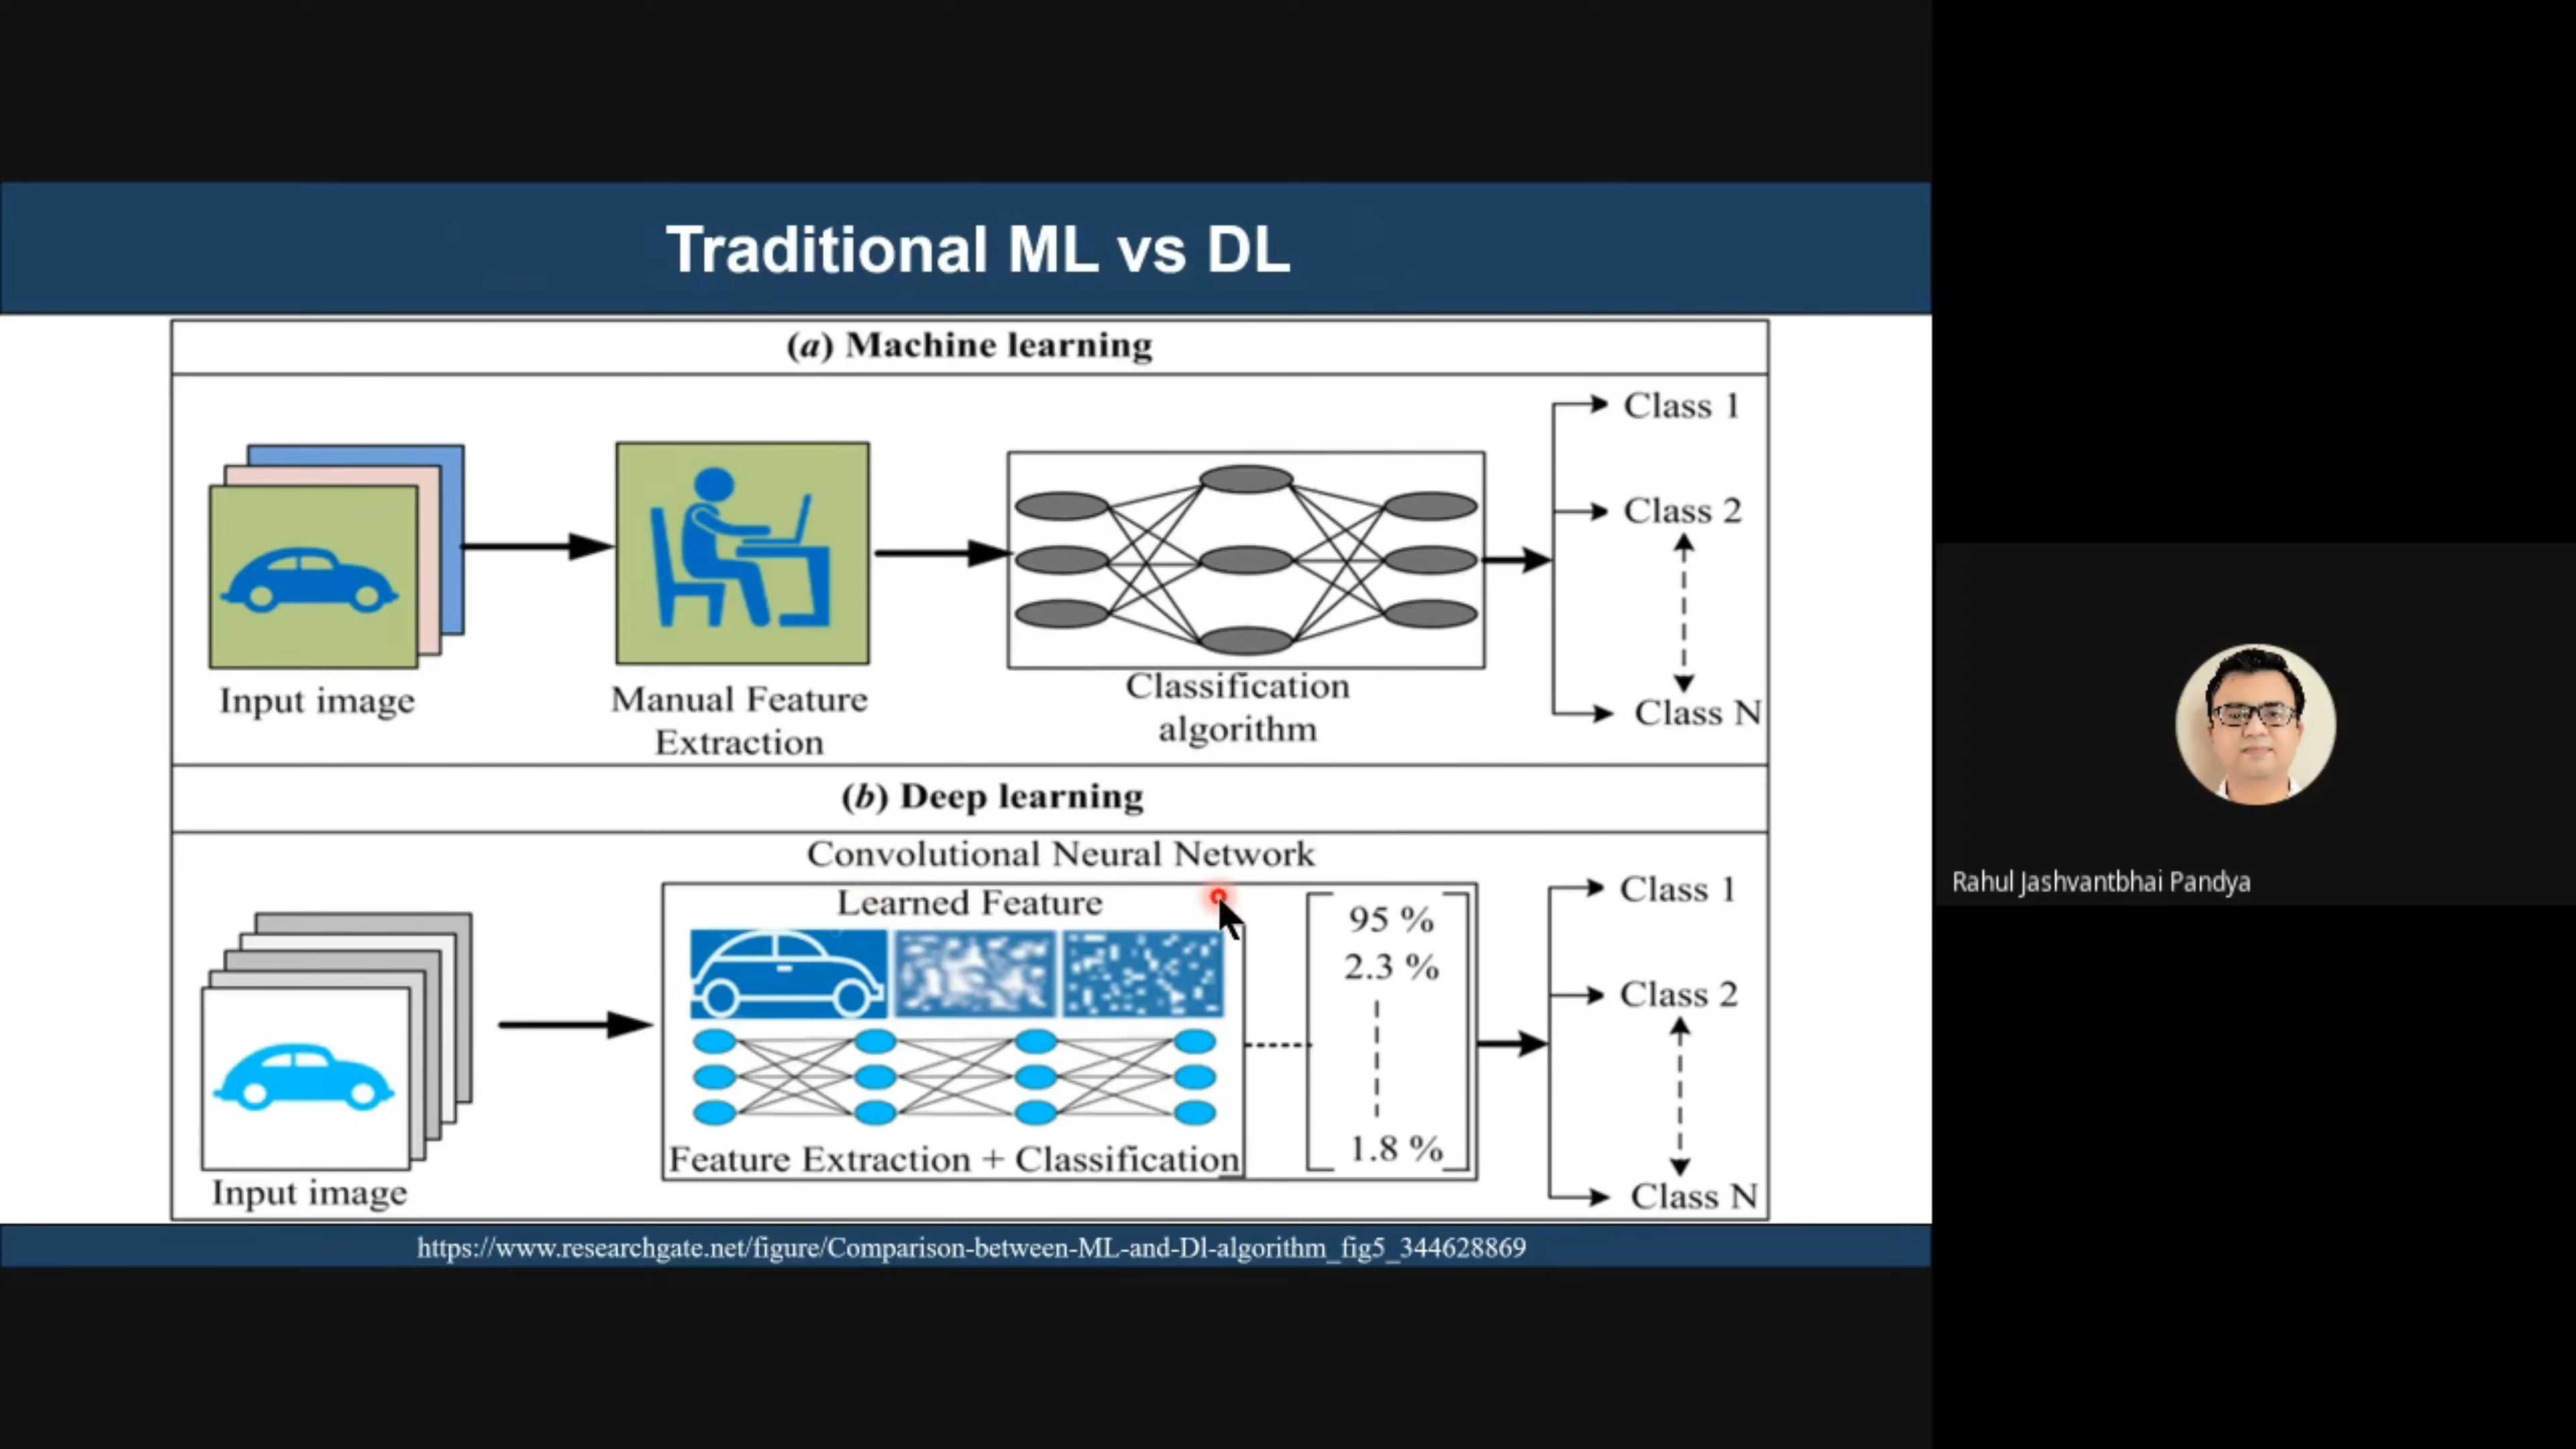 Traditional ML vs DL
(a) Machine learning
Input image
Manual Feature
Extraction
Classification
algorithm
Class 1
Class 2
Class N
(b) Deep learning
Convolutional Neural Network
Learned Feature
Feature Extraction + Classification
95 %
2.3 %
1.8 %
Input image
Class 1
Class 2
Class N
https://www.researchgate.net/figure/Comparison-between-ML-and-Dl-algorithm_fig5_344628869
Rahul Jashvantbhai Pandya